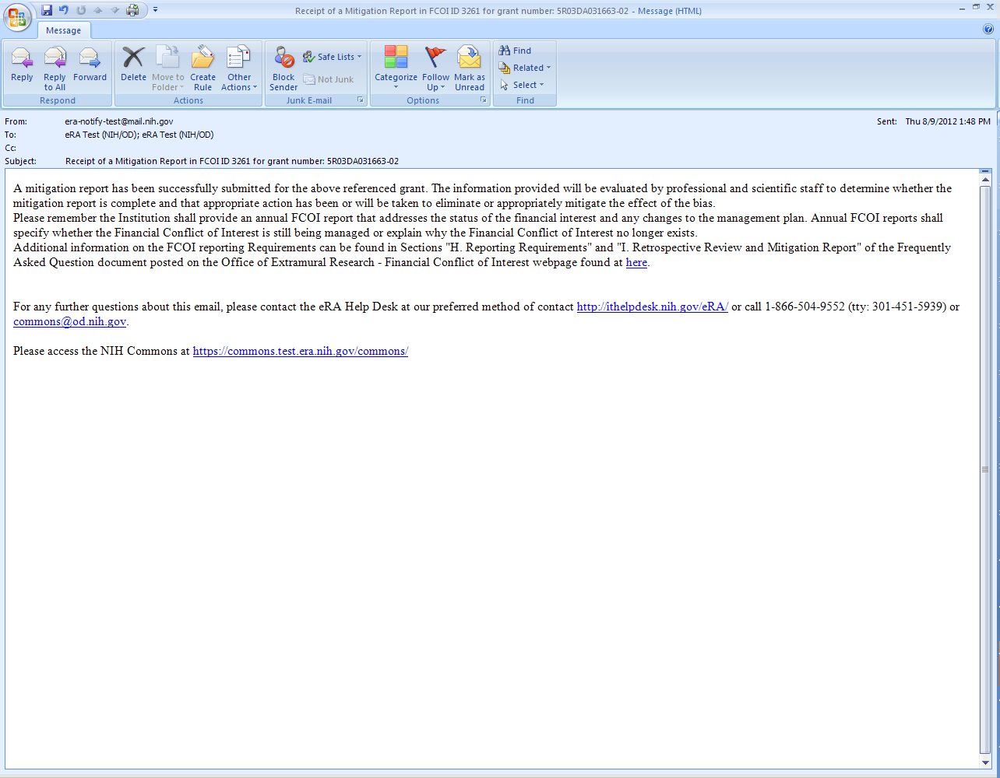 Receipt of a Mitigation Report in FCOI ID 3261 for grant number: 5R03DA031663-02 - Message (HTML)
Message
Reply
Reply to All
Forward
Respond
Delete
Move to Folder
Create Rule
Other Actions
Actions
Block Sender
Safe Lists
Not Junk
Junk E-mail
Categorize
Follow Up
Mark as Unread
Options
Find
Related
Select
Find
From: era-notify-test@mail.nih.gov
Sent: Thu 8/9/2012 1:48 PM
To: eRA Test (NIH/OD); eRA Test (NIH/OD)
Cc:
Subject: Receipt of a Mitigation Report in FCOI ID 3261 for grant number: 5R03DA031663-02
A mitigation report has been successfully submitted for the above referenced grant. The information provided will be evaluated by professional and scientific staff to determine whether the
mitigation report is complete and that appropriate action has been or will be taken to eliminate or appropriately mitigate the effect of the bias.
Please remember the Institution shall provide an annual FCOI report that addresses the status of the financial interest and any changes to the management plan. Annual FCOI reports shall
specify whether the Financial Conflict of Interest is still being managed or explain why the Financial Conflict of Interest no longer exists.
Additional information on the FCOI reporting Requirements can be found in Sections "H. Reporting Requirements" and "I. Retrospective Review and Mitigation Report" of the Frequently
Asked Question document posted on the Office of Extramural Research - Financial Conflict of Interest webpage found at here.
For any further questions about this email, please contact the eRA Help Desk at our preferred method of contact http://ithelpdesk.nih.gov/eRA/ or call 1-866-504-9552 (tty: 301-451-5939) or
commons@od.nih.gov.
Please access the NIH Commons at https://commons.test.era.nih.gov/commons/